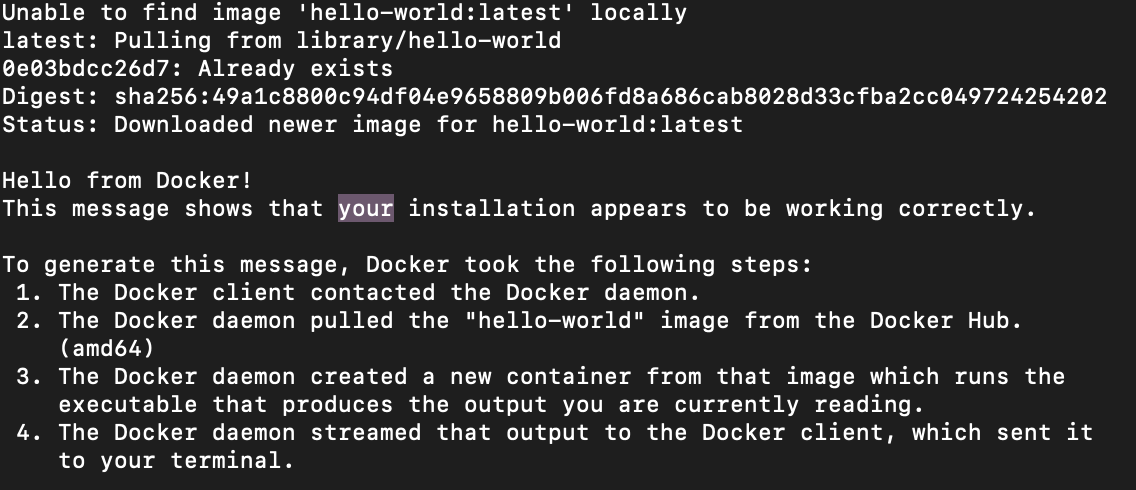 Unable to find image 'hello-world:latest' locally
latest: Pulling from library/hello-world
0e03bdcc26d7: Already exists
Digest: sha256:49a1c8800c94df04e9658809b006fd8a686cab8028d33cfba2cc049724254202
Status: Downloaded newer image for hello-world:latest

Hello from Docker!
This message shows that your installation appears to be working correctly.

To generate this message, Docker took the following steps:
 1. The Docker client contacted the Docker daemon.
 2. The Docker daemon pulled the "hello-world" image from the Docker Hub.
    (amd64)
 3. The Docker daemon created a new container from that image which runs the
    executable that produces the output you are currently reading.
 4. The Docker daemon streamed that output to the Docker client, which sent it
    to your terminal.